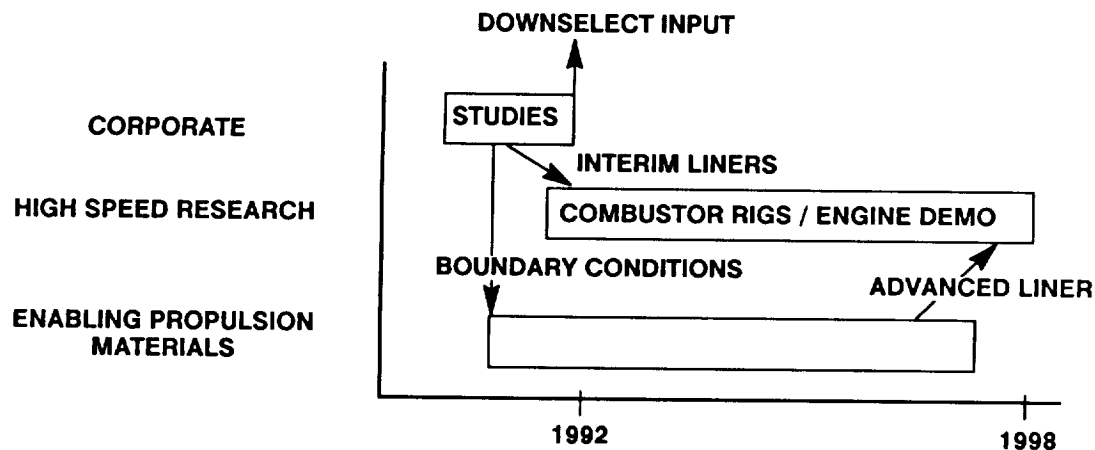 DOWNSELECT INPUT
CORPORATE
STUDIES
INTERIM LINERS
HIGH SPEED RESEARCH
COMBUSTOR RIGS / ENGINE DEMO
BOUNDARY CONDITIONS
ADVANCED LINER
ENABLING PROPULSION
MATERIALS
1992
1998